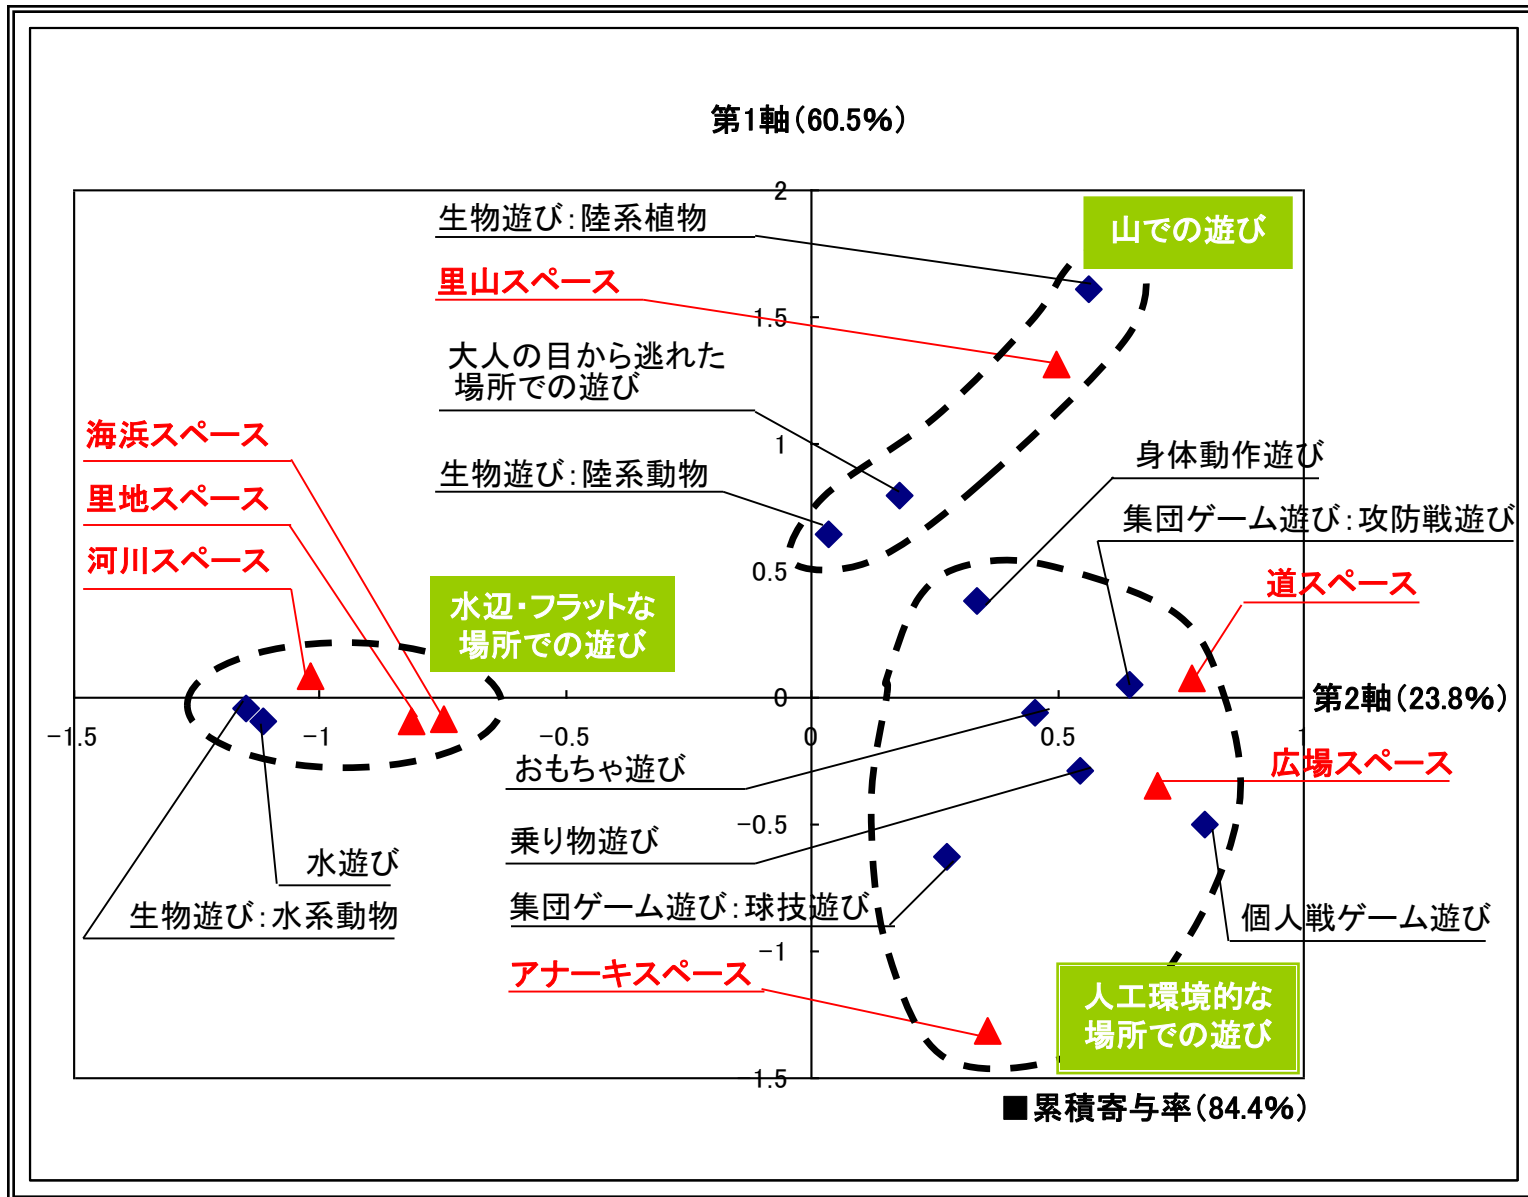 第1軸（60.5%）
2
生物遊び：陸系植物
山での遊び
里山スペース
1.5
大人の目から逃れた
場所での遊び
海浜スペース
1
身体動作遊び
生物遊び：陸系動物
里地スペース
集団ゲーム遊び：攻防戦遊び
河川スペース
0.5
道スペース
水辺・フラットな
場所での遊び
0
第2軸（23.8%）
-1.5
-1
-0.5
0
0.5
1
おもちゃ遊び
広場スペース
-0.5
乗り物遊び
水遊び
生物遊び：水系動物
集団ゲーム遊び：球技遊び
個人戦ゲーム遊び
-1
アナーキスペース
人工環境的な
場所での遊び
-1.5
■累積寄与率（84.4%）